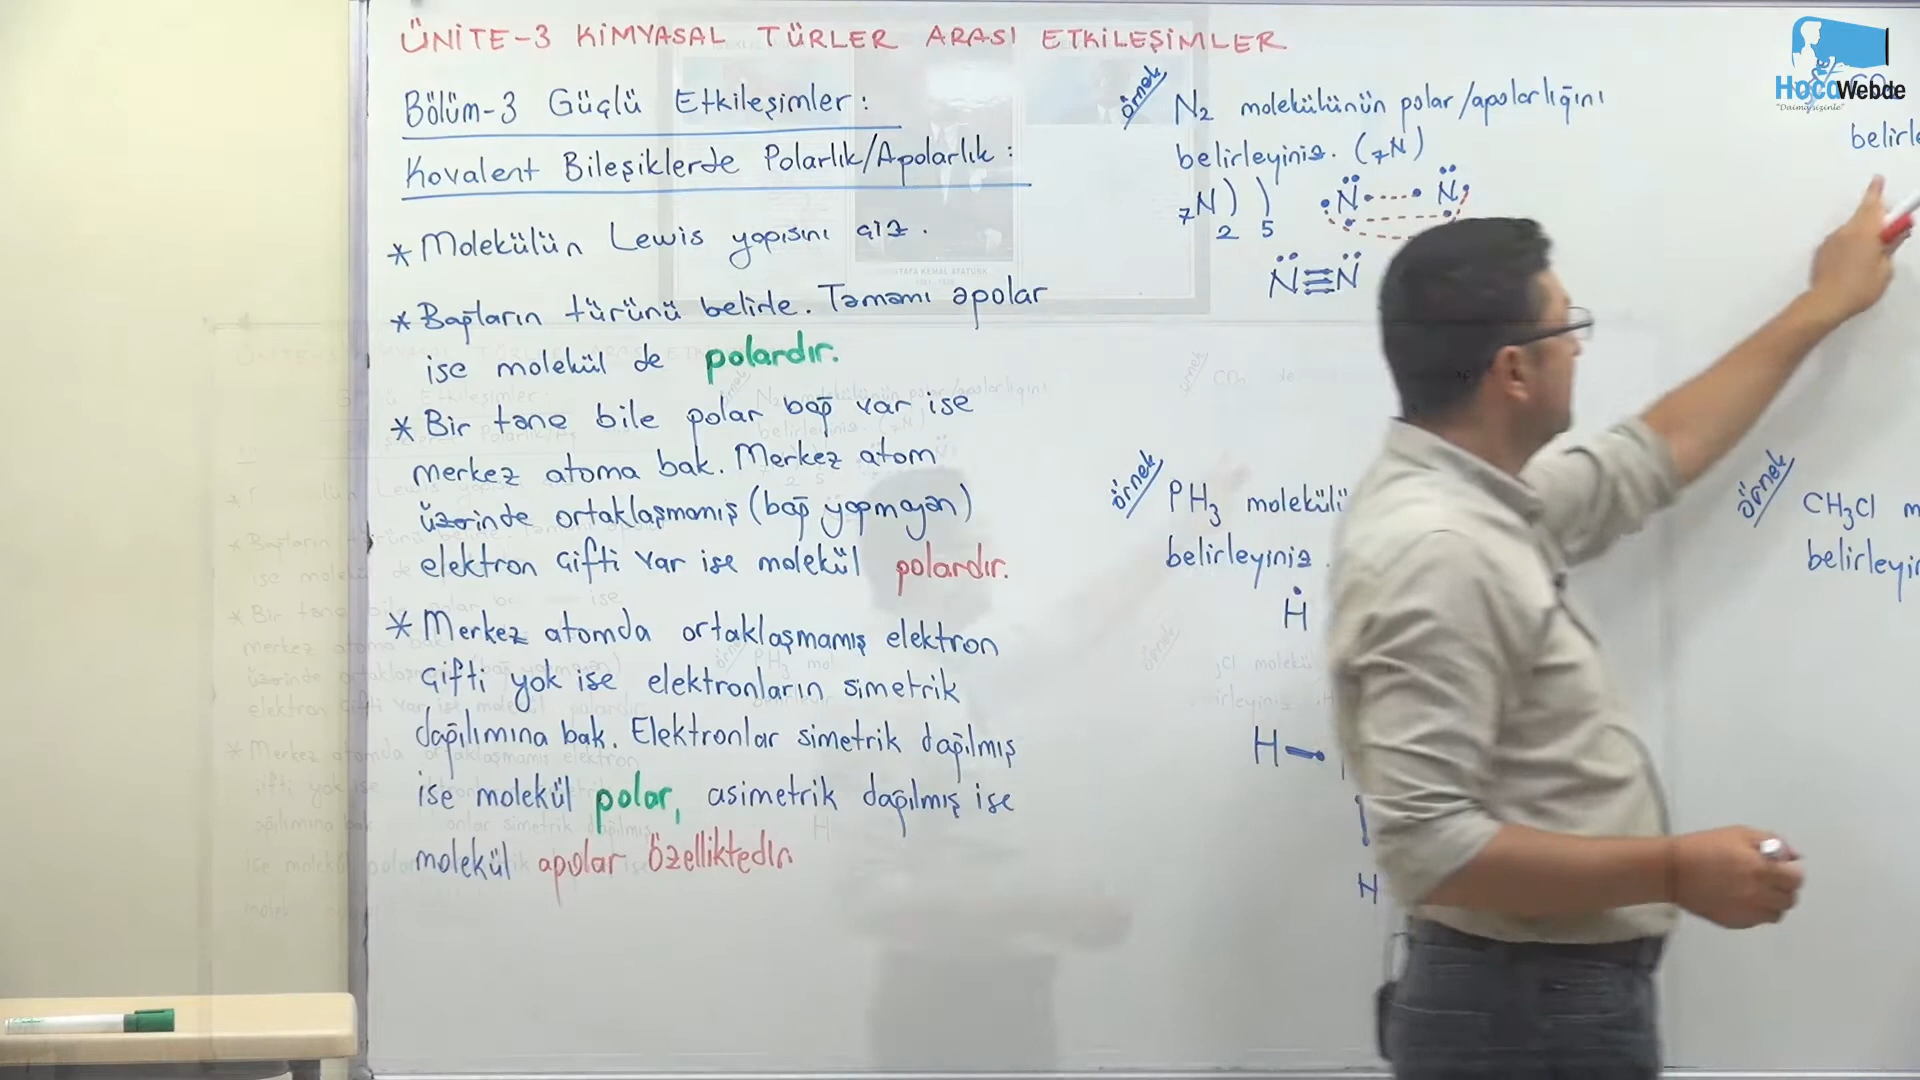 ÜNİTE-3 KİMYASAL TÜRLER ARASI ETKİLEŞİMLER
Bölüm-3 Güçlü Etkileşimler:
Kovalent Bileşiklerde Polarlık/Apolarlık:
* Molekülün Lewis yapısını çiz.
* Bağların türünü belirle. Tamamı apolar
ise molekül de polardır.
* Bir tane bile polar bağ var ise
merkez atoma bak. Merkez atom
üzerinde ortaklaşmamış (bağ yapmayan)
elektron çifti var ise molekül polardır.
* Merkez atomda ortaklaşmamış elektron
çifti yok ise elektronların simetrik
dağılımına bak. Elektronlar simetrik dağılmış
ise molekül polar, asimetrik dağılmış ise
molekül apolar özelliktedir
örnek
N₂ molekülünün polar/apolarlığını
belirleyiniz. (₇N)
₇N) )
2 5
N N
N≡N
örnek
PH₃ molekülü
belirleyiniz.
H
H
H
örnek
CH₃Cl m
belirleyin
belirle
HocaWebde
"Daima sizinle"